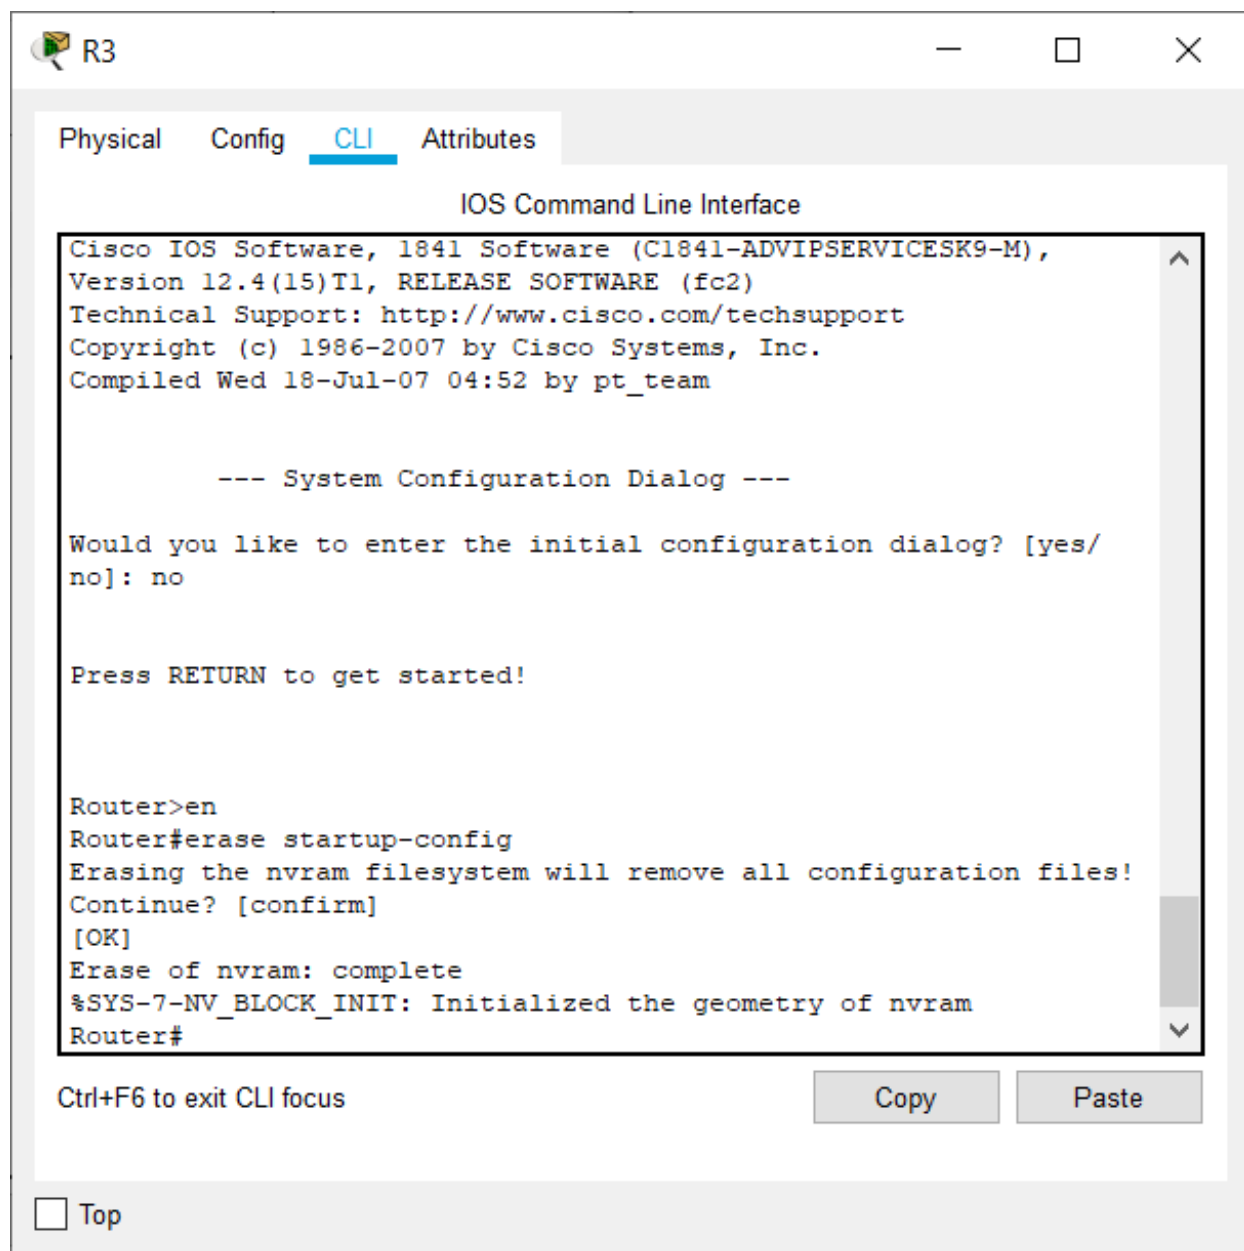 R3
Physical Config CLI Attributes
IOS Command Line Interface
Cisco IOS Software, 1841 Software (C1841-ADVIPSERVICESK9-M),
Version 12.4(15)T1, RELEASE SOFTWARE (fc2)
Technical Support: http://www.cisco.com/techsupport
Copyright (c) 1986-2007 by Cisco Systems, Inc.
Compiled Wed 18-Jul-07 04:52 by pt_team
--- System Configuration Dialog ---
Would you like to enter the initial configuration dialog? [yes/
no]: no
Press RETURN to get started!
Router>en
Router#erase startup-config
Erasing the nvram filesystem will remove all configuration files!
Continue? [confirm]
[OK]
Erase of nvram: complete
%SYS-7-NV_BLOCK_INIT: Initialized the geometry of nvram
Router#
Ctrl+F6 to exit CLI focus
Copy Paste
Top